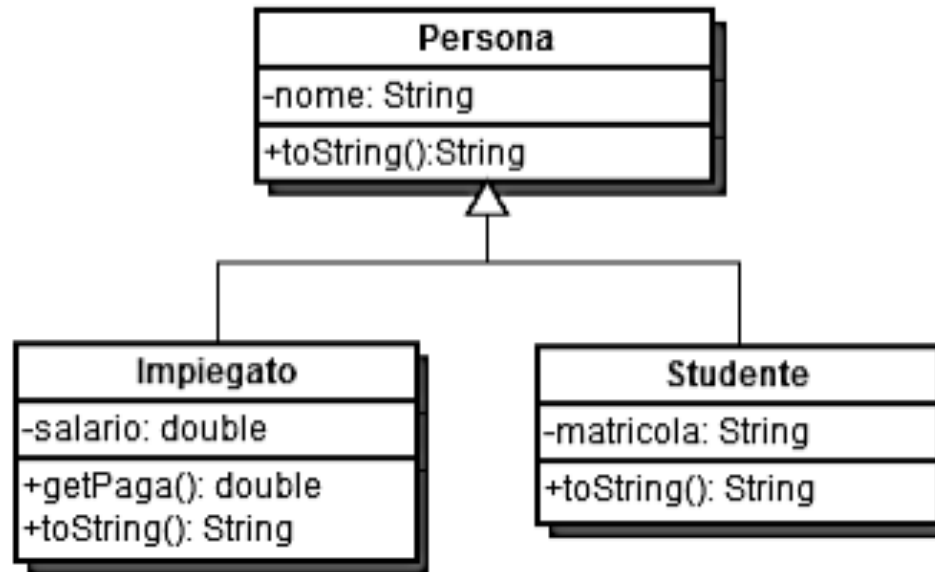 Persona
-nome: String
+toString():String
Impiegato
-salario: double
+getPaga(): double
+toString(): String
Studente
-matricola: String
+toString(): String